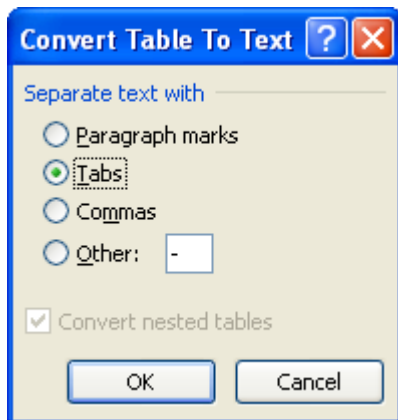 Convert Table To Text ?
Separate text with
Paragraph marks
Tabs
Commas
Other: -
Convert nested tables
OK Cancel